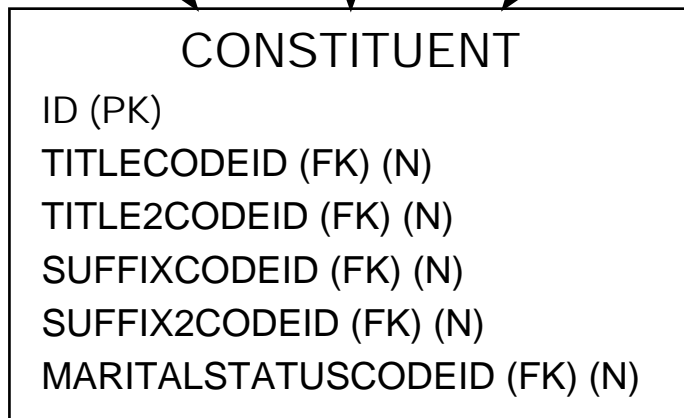 CONSTITUENT
ID (PK)
TITLECODEID (FK) (N)
TITLE2CODEID (FK) (N)
SUFFIXCODEID (FK) (N)
SUFFIX2CODEID (FK) (N)
MARITALSTATUSCODEID (FK) (N)